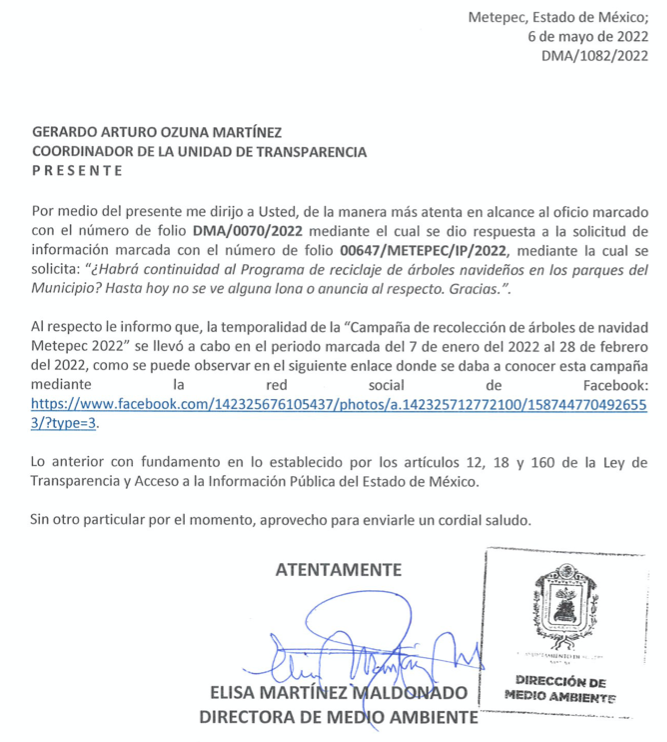 Metepec, Estado de México;
6 de mayo de 2022
DMA/1082/2022
GERARDO ARTURO OZUNA MARTÍNEZ
COORDINADOR DE LA UNIDAD DE TRANSPARENCIA
P R E S E N T E
Por medio del presente me dirijo a Usted, de la manera más atenta en alcance al oficio marcado
con el número de folio DMA/0070/2022 mediante el cual se dio respuesta a la solicitud de
información marcada con el número de folio 00647/METEPEC/IP/2022, mediante la cual se
solicita: “¿Habrá continuidad al Programa de reciclaje de árboles navideños en los parques del
Municipio? Hasta hoy no se ve alguna lona o anuncio al respecto. Gracias.”.
Al respecto le informo que, la temporalidad de la “Campaña de recolección de árboles de navidad
Metepec 2022” se llevó a cabo en el periodo marcada del 7 de enero del 2022 al 28 de febrero
del 2022, como se puede observar en el siguiente enlace donde se daba a conocer esta campaña
mediante la red social de Facebook:
https://www.facebook.com/142325676105437/photos/a.142325712772100/158744770492655
3/?type=3.
Lo anterior con fundamento en lo establecido por los artículos 12, 18 y 160 de la Ley de
Transparencia y Acceso a la Información Pública del Estado de México.
Sin otro particular por el momento, aprovecho para enviarle un cordial saludo.
ATENTAMENTE
ELISA MARTÍNEZ MALDONADO
DIRECTORA DE MEDIO AMBIENTE
DIRECCIÓN DE
MEDIO AMBIENTE